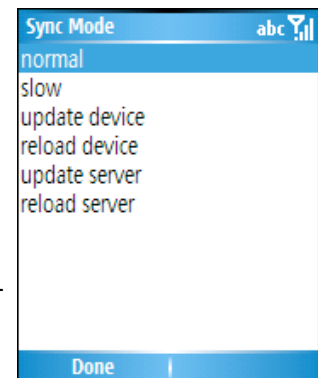 Sync Mode abc
normal
slow
update device
reload device
update server
reload server
Done